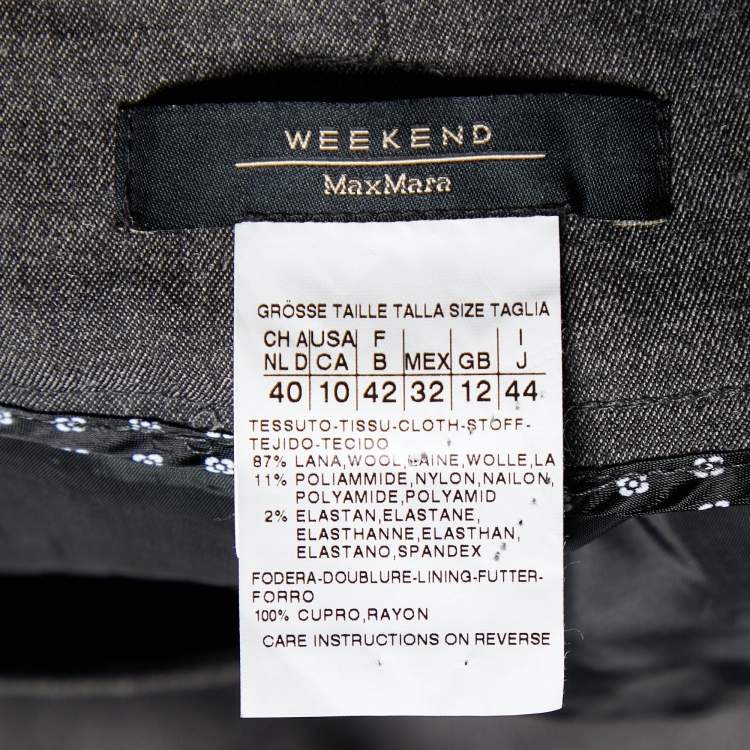 WEEKEND
MaxMara
GRÖSSE TAILLE TALLA SIZE TAGLIA
CH A USA F I
NL D CA B MEX GB J
40 10 42 32 12 44
TESSUTO-TISSU-CLOTH-STOFF-
TEJIDO-TECIDO
87% LANA,WOOL,LAINE,WOLLE,LA
11% POLIAMMIDE,NYLON,NAILON,
POLYAMIDE,POLYAMID
2% ELASTAN,ELASTANE,
ELASTHANNE,ELASTHAN,
ELASTANO,SPANDEX
FODERA-DOUBLURE-LINING-FUTTER-
FORRO
100% CUPRO,RAYON
CARE INSTRUCTIONS ON REVERSE